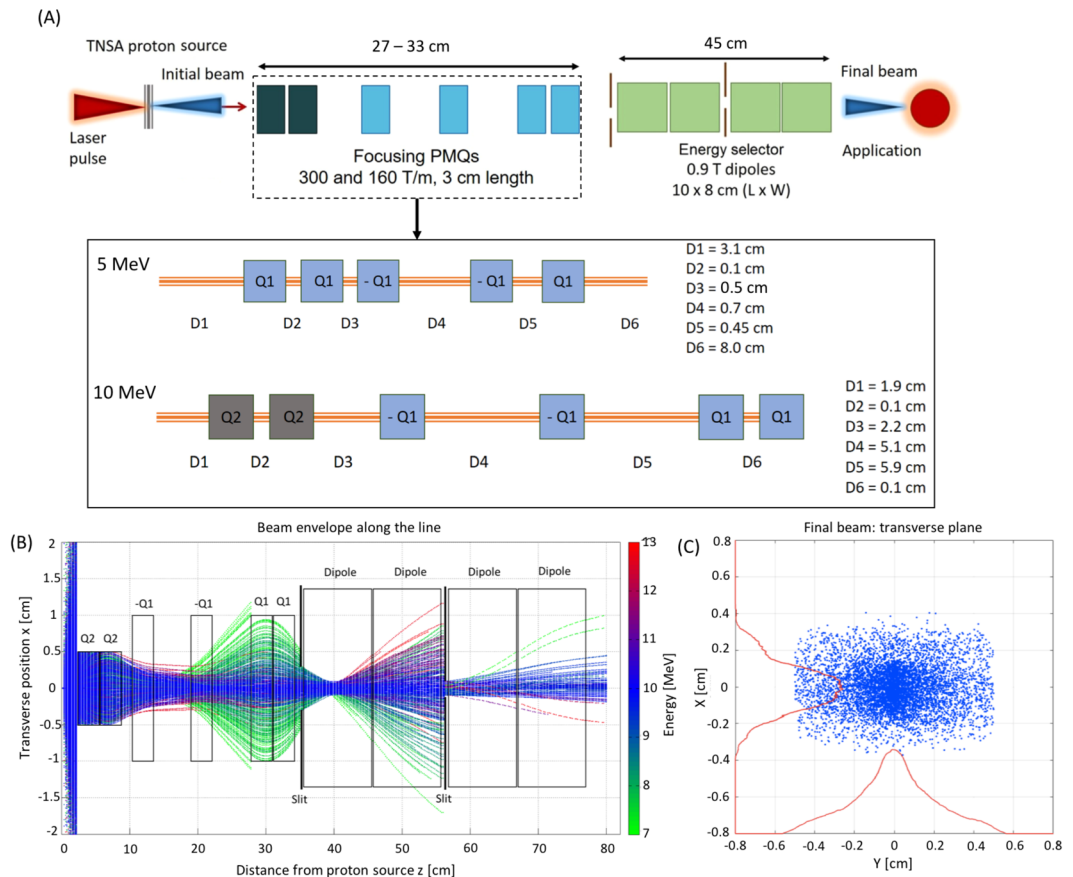 (A)
TNSA proton source
27 – 33 cm
45 cm
Initial beam
Final beam
Laser
pulse
Focusing PMQs
300 and 160 T/m, 3 cm length
Energy selector
0.9 T dipoles
10 x 8 cm (L x W)
Application
5 MeV
Q1
Q1
- Q1
- Q1
Q1
D1
D2
D3
D4
D5
D6
D1 = 3.1 cm
D2 = 0.1 cm
D3 = 0.5 cm
D4 = 0.7 cm
D5 = 0.45 cm
D6 = 8.0 cm
10 MeV
Q2
Q2
- Q1
- Q1
Q1
Q1
D1
D2
D3
D4
D5
D6
D1 = 1.9 cm
D2 = 0.1 cm
D3 = 2.2 cm
D4 = 5.1 cm
D5 = 5.9 cm
D6 = 0.1 cm
(B)
Beam envelope along the line
Transverse position x [cm]
2
1.5
1
0.5
0
-0.5
-1
-1.5
-2
Q2
Q2
-Q1
-Q1
Q1
Q1
Dipole
Dipole
Dipole
Dipole
Slit
Slit
0
10
20
30
40
50
60
70
80
Distance from proton source z [cm]
13
12
11
10
9
8
7
Energy [MeV]
(C)
Final beam: transverse plane
X [cm]
0.8
0.6
0.4
0.2
0
-0.2
-0.4
-0.6
-0.8
-0.8
-0.6
-0.4
-0.2
0
0.2
0.4
0.6
0.8
Y [cm]